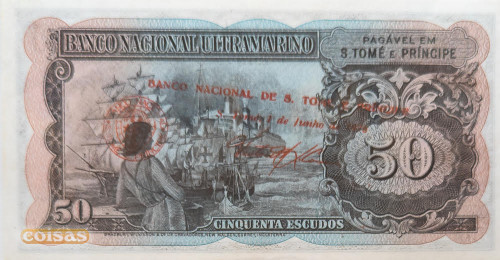 BANCO NACIONAL ULTRAMARINO
PAGÁVEL EM
S. TOMÉ E PRÍNCIPE
BANCO NACIONAL DE S. TOMÉ E PRÍNCIPE
de Junho de
50
50
CINQUENTA ESCUDOS
coisas